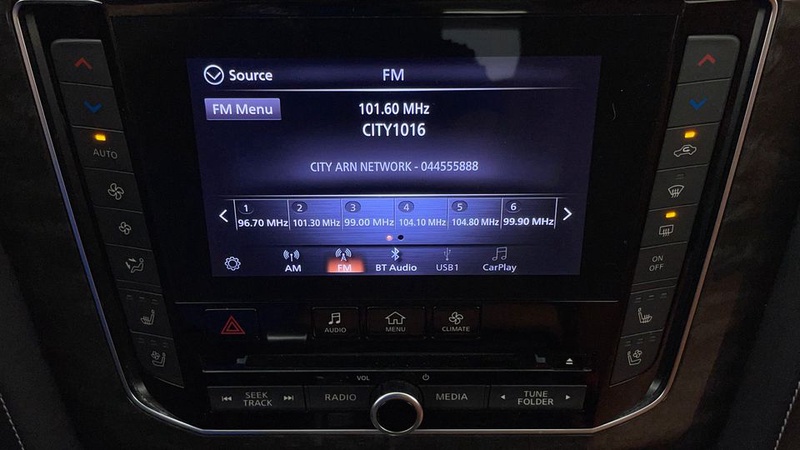 Source
FM
FM Menu
101.60 MHz
CITY1016
CITY ARN NETWORK - 044555888
1 2 3 4 5 6
96.70 MHz 101.30 MHz 99.00 MHz 104.10 MHz 104.80 MHz 99.90 MHz
AM FM BT Audio USB1 CarPlay
AUTO
ON
OFF
AUDIO MENU CLIMATE
VOL
SEEK
TRACK
RADIO
MEDIA
TUNE
FOLDER